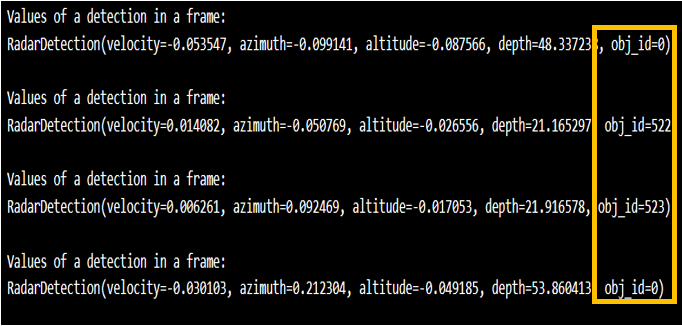 Values of a detection in a frame:
RadarDetection(velocity=-0.053547, azimuth=-0.099141, altitude=-0.087566, depth=48.337233, obj_id=0)
Values of a detection in a frame:
RadarDetection(velocity=0.014082, azimuth=-0.050769, altitude=-0.026556, depth=21.165297 obj_id=522
Values of a detection in a frame:
RadarDetection(velocity=0.006261, azimuth=0.092469, altitude=-0.017053, depth=21.916578, obj_id=523)
Values of a detection in a frame:
RadarDetection(velocity=-0.030103, azimuth=0.212304, altitude=-0.049185, depth=53.860413 obj_id=0)